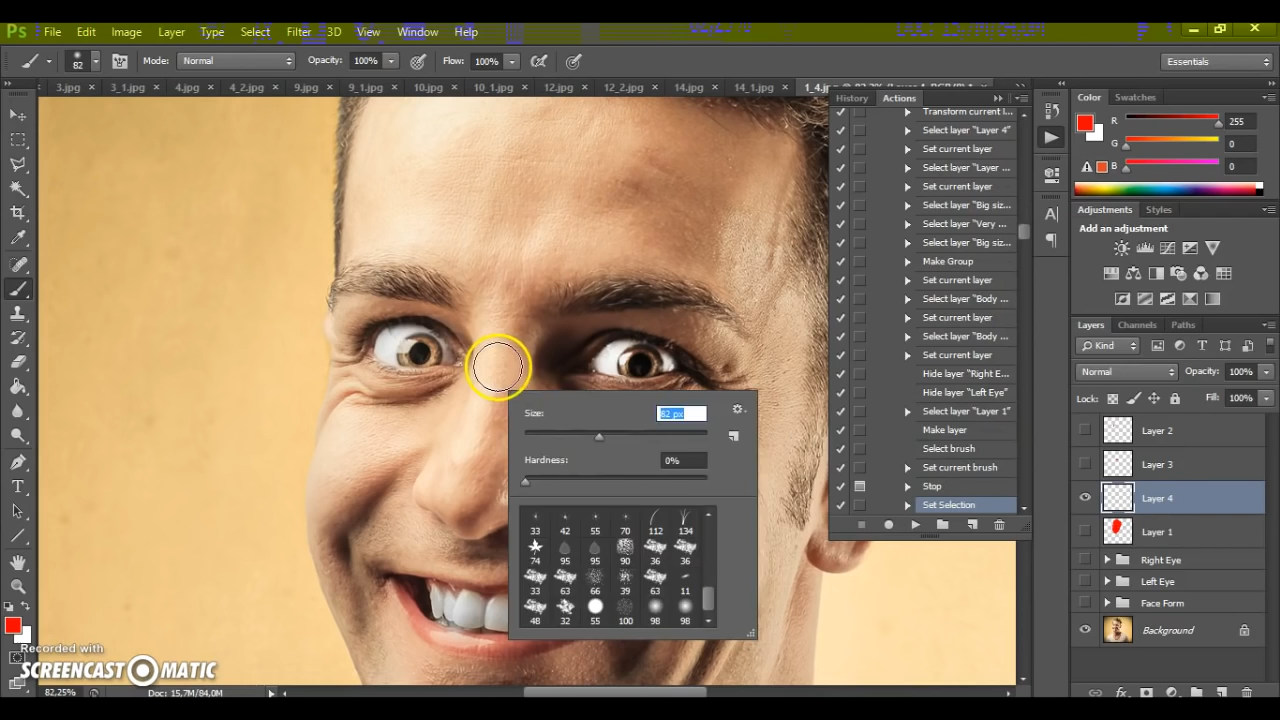 Ps File Edit Image Layer Type Select Filter 3D View Window Help
82 Mode: Normal Opacity: 100% Flow: 100% Essentials
3.jpg × 3_1.jpg × 4.jpg × 4_2.jpg × 9.jpg × 9_1.jpg × 10.jpg × 10_1.jpg × 12.jpg × 12_2.jpg × 14.jpg × 14_1.jpg ×
History Actions
Transform current l...
Select layer "Layer 4"
Set current layer
Select layer "Layer ...
Set current layer
Select layer "Big siz...
Select layer "Very ...
Select layer "Big siz...
Make Group
Set current layer
Select layer "Body ...
Set current layer
Select layer "Body ...
Set current layer
Hide layer "Right E...
Hide layer "Left Eye"
Select layer "Layer 1"
Make layer
Select brush
Set current brush
Stop
Set Selection
Color Swatches
R 255
G 0
B 0
Adjustments Styles
Add an adjustment
Layers Channels Paths
Kind
Normal Opacity: 100%
Lock: Fill: 100%
Layer 2
Layer 3
Layer 4
Layer 1
Right Eye
Left Eye
Face Form
Background
Size: 82 px
Hardness: 0%
33 42 55 70 112 134
74 95 95 90 36 36
33 63 66 39 63 11
48 32 55 100 98 98
Recorded with
SCREENCAST MATIC
82,25% Doc: 15,7M/84,0M